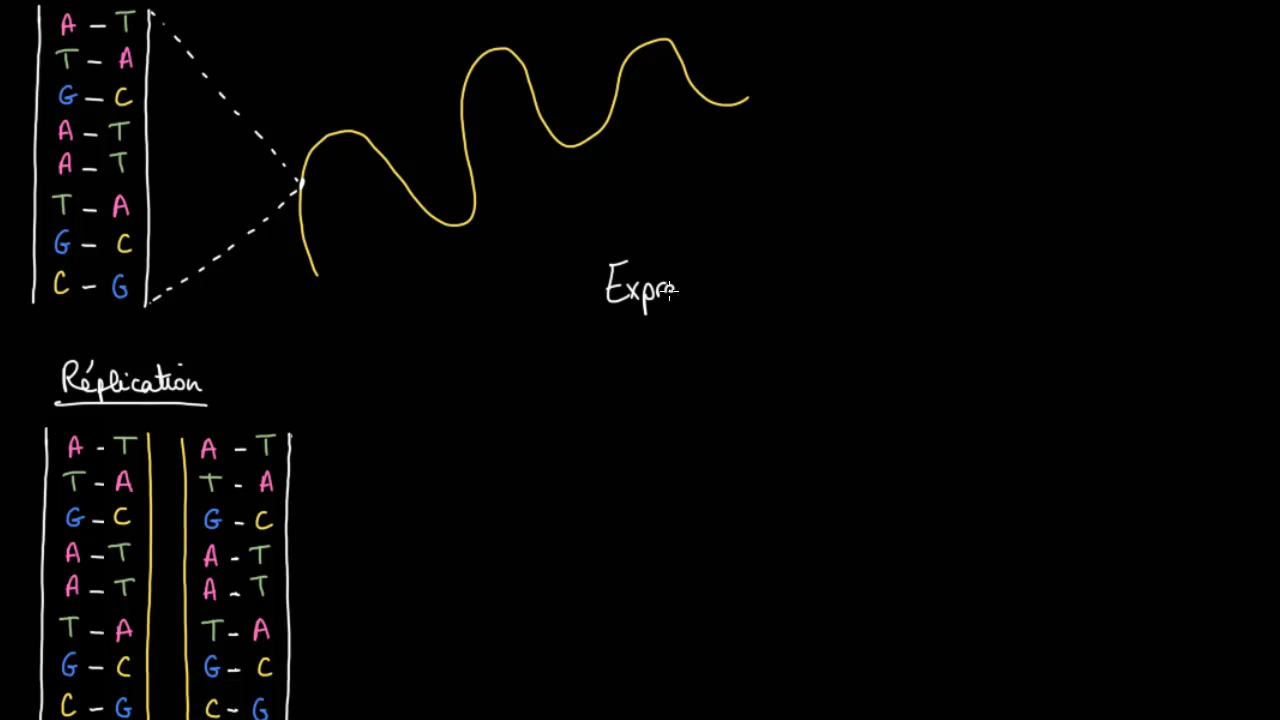 A - T
T - A
G - C
A - T
A - T
T - A
G - C
C - G
Expr
Réplication
A - T A - T
T - A T - A
G - C G - C
A - T A - T
A - T A - T
T - A T - A
G - C G - C
C - G C - G